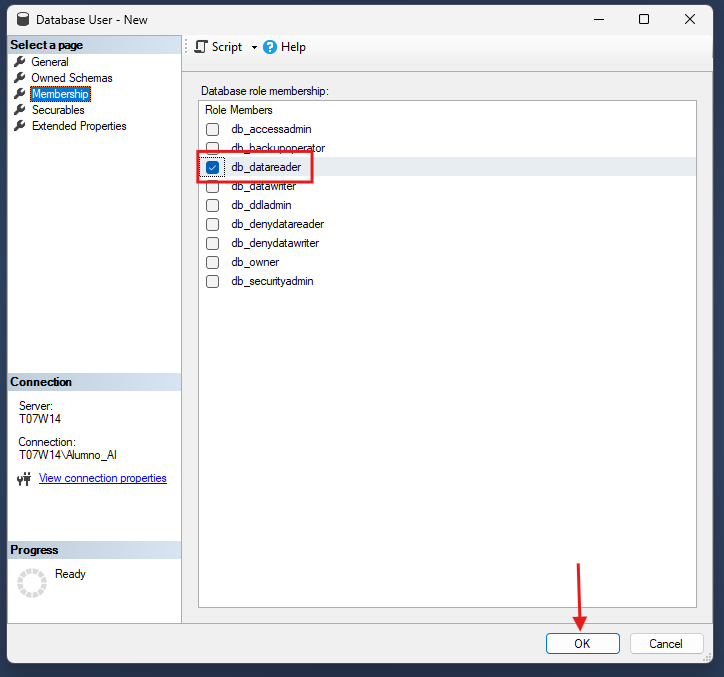 Database User - New
Select a page
General
Owned Schemas
Membership
Securables
Extended Properties
Script
Help
Database role membership:
Role Members
db_accessadmin
db_backupoperator
db_datareader
db_datawriter
db_ddladmin
db_denydatareader
db_denydatawriter
db_owner
db_securityadmin
Connection
Server:
T07W14
Connection:
T07W14\Alumno_AI
View connection properties
Progress
Ready
OK
Cancel